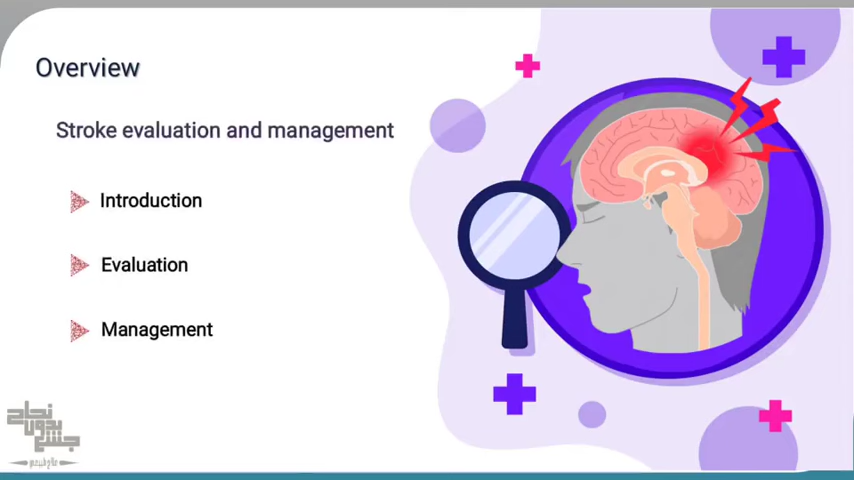 Overview
Stroke evaluation and management
Introduction
Evaluation
Management